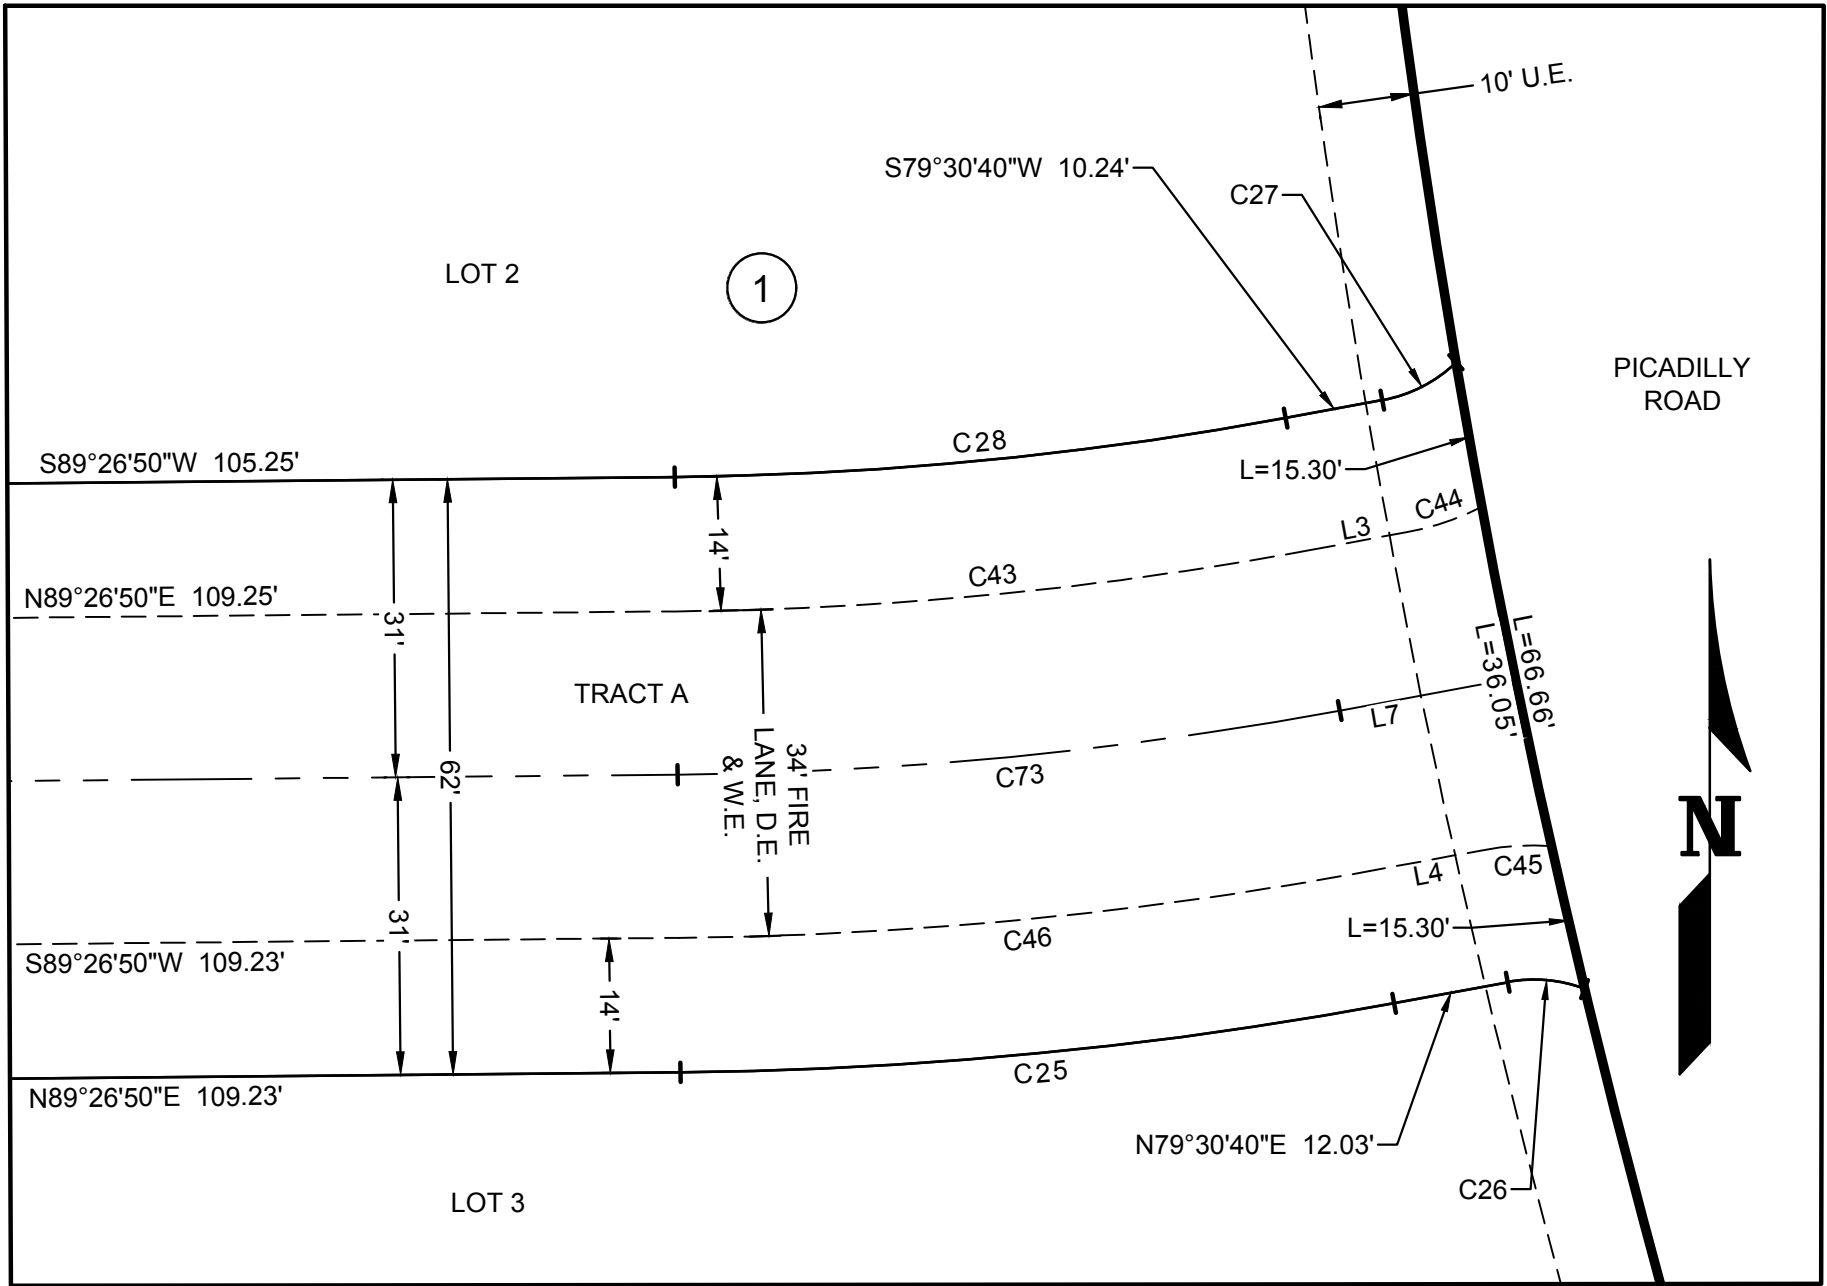 10' U.E.
S79°30'40"W 10.24'
C27
LOT 2
1
PICADILLY
ROAD
S89°26'50"W 105.25'
C28
L=15.30'
14'
L3
C44
N89°26'50"E 109.25'
C43
31'
L=66.66'
L=36.05'
TRACT A
L7
34' FIRE
LANE, D.E.
& W.E.
62'
C73
N
31'
L4
C45
C46
L=15.30'
S89°26'50"W 109.23'
14'
C25
N89°26'50"E 109.23'
N79°30'40"E 12.03'
C26
LOT 3